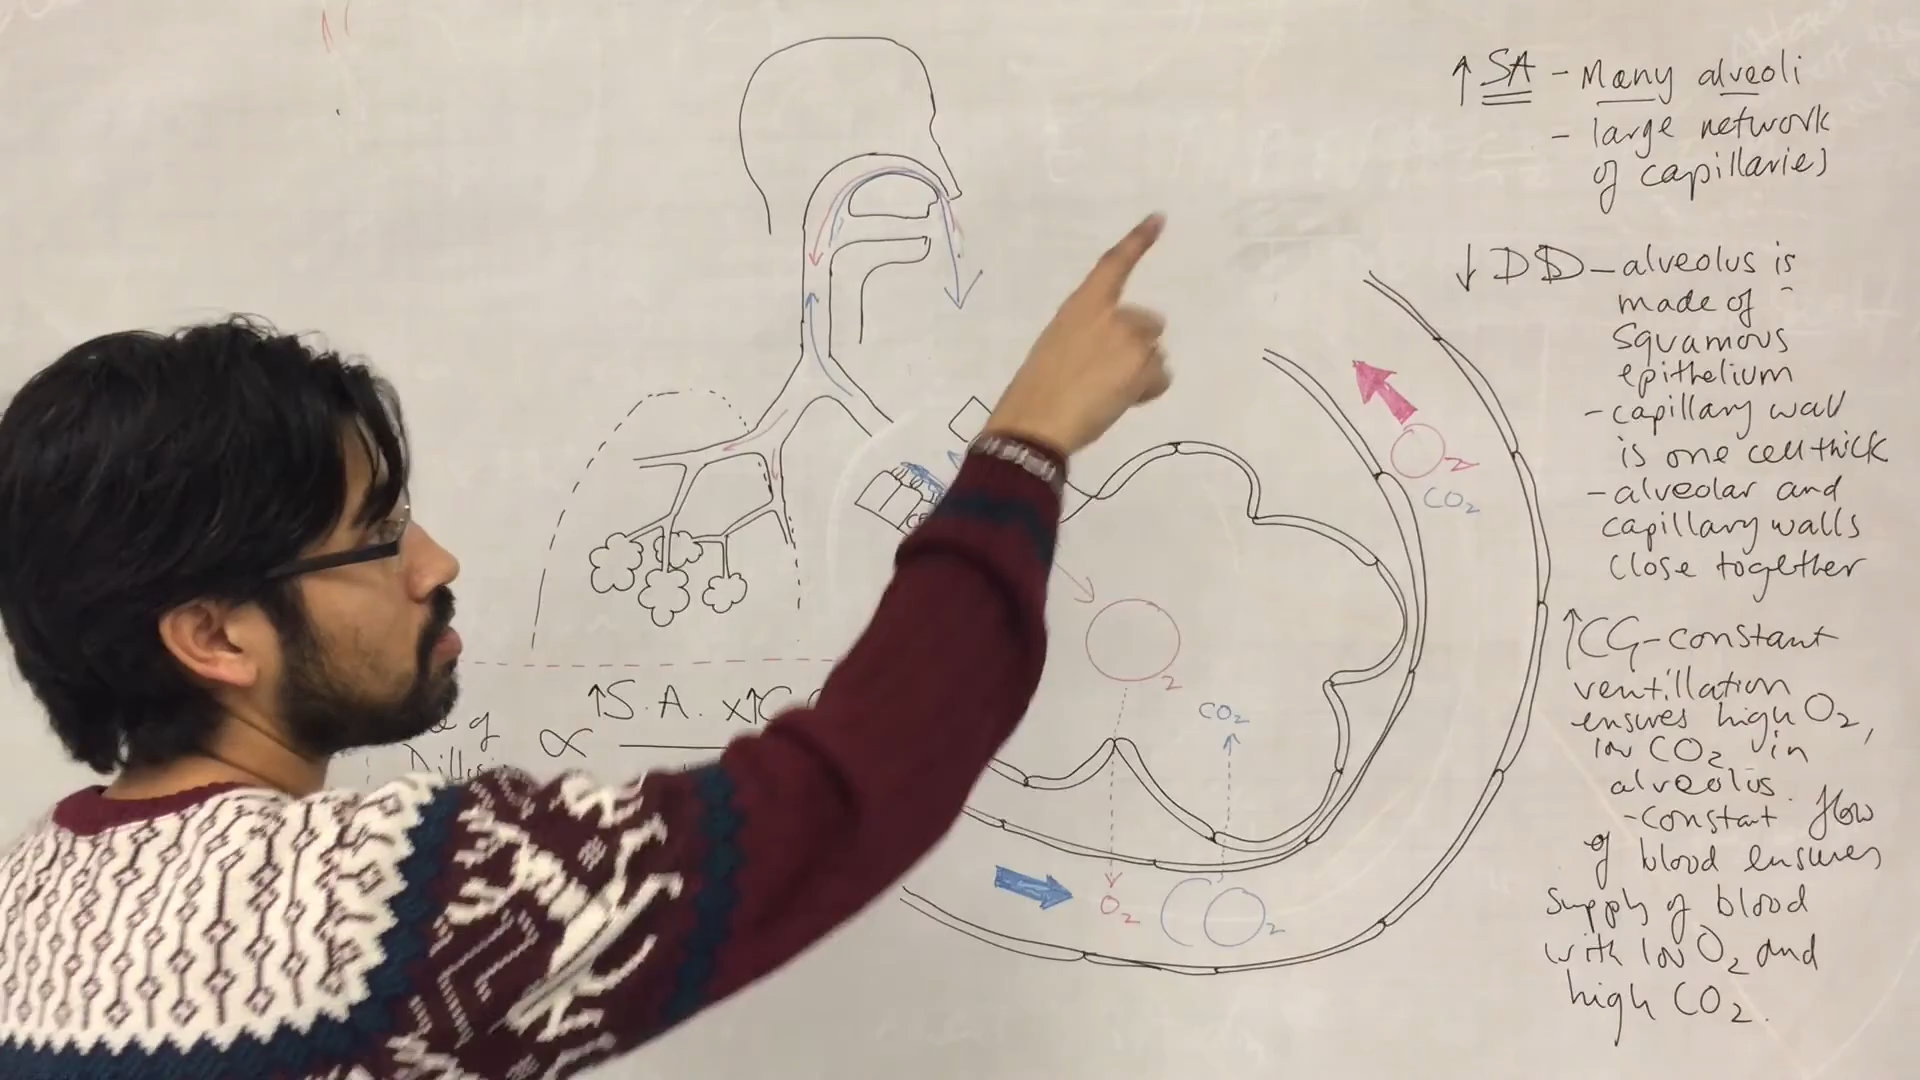 ↑ SA - Many alveoli
- large network
of capillaries
↓ DD - alveolus is
made of
squamous
epithelium
- capillary wall
is one cell thick
- alveolar and
capillary walls
close together
↑CG - constant
ventillation
ensures high O₂,
low CO₂ in
alveolus.
- constant flow
of blood ensures
supply of blood
with low O₂ and
high CO₂.
O₂
CO₂
O₂
CO₂
O₂
CO₂
of ∝ ↑S.A. x↑C